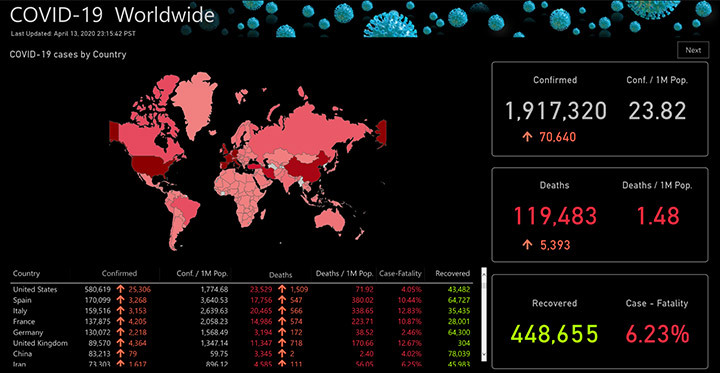 COVID-19 Worldwide
Last Updated: April 13, 2020 23:15:42 PST
COVID-19 cases by Country
Next
Confirmed Conf. / 1M Pop.
1,917,320 23.82
↑ 70,640
Deaths Deaths / 1M Pop.
119,483 1.48
↑ 5,393
Recovered Case - Fatality
448,655 6.23%
Country Confirmed Conf. / 1M Pop. Deaths Deaths / 1M Pop. Case-Fatality Recovered
United States 580,619 ↑ 25,306 1,774.68 23,529 ↑ 1,509 71.92 4.05% 43,482
Spain 170,099 ↑ 3,268 3,640.53 17,756 ↑ 547 380.02 10.44% 64,727
Italy 159,516 ↑ 3,153 2,639.63 20,465 ↑ 566 338.65 12.83% 35,435
France 137,875 ↑ 4,205 2,058.23 14,986 ↑ 574 223.71 10.87% 28,001
Germany 130,072 ↑ 2,218 1,568.49 3,194 ↑ 172 38.52 2.46% 64,300
United Kingdom 89,570 ↑ 4,364 1,347.14 11,347 ↑ 718 170.66 12.67% 304
China 83,213 ↑ 79 59.75 3,345 ↑ 2 2.40 4.02% 78,039
Iran 73,303 ↑ 1,617 896.12 4,585 ↑ 111 56.05 6.25% 45,983